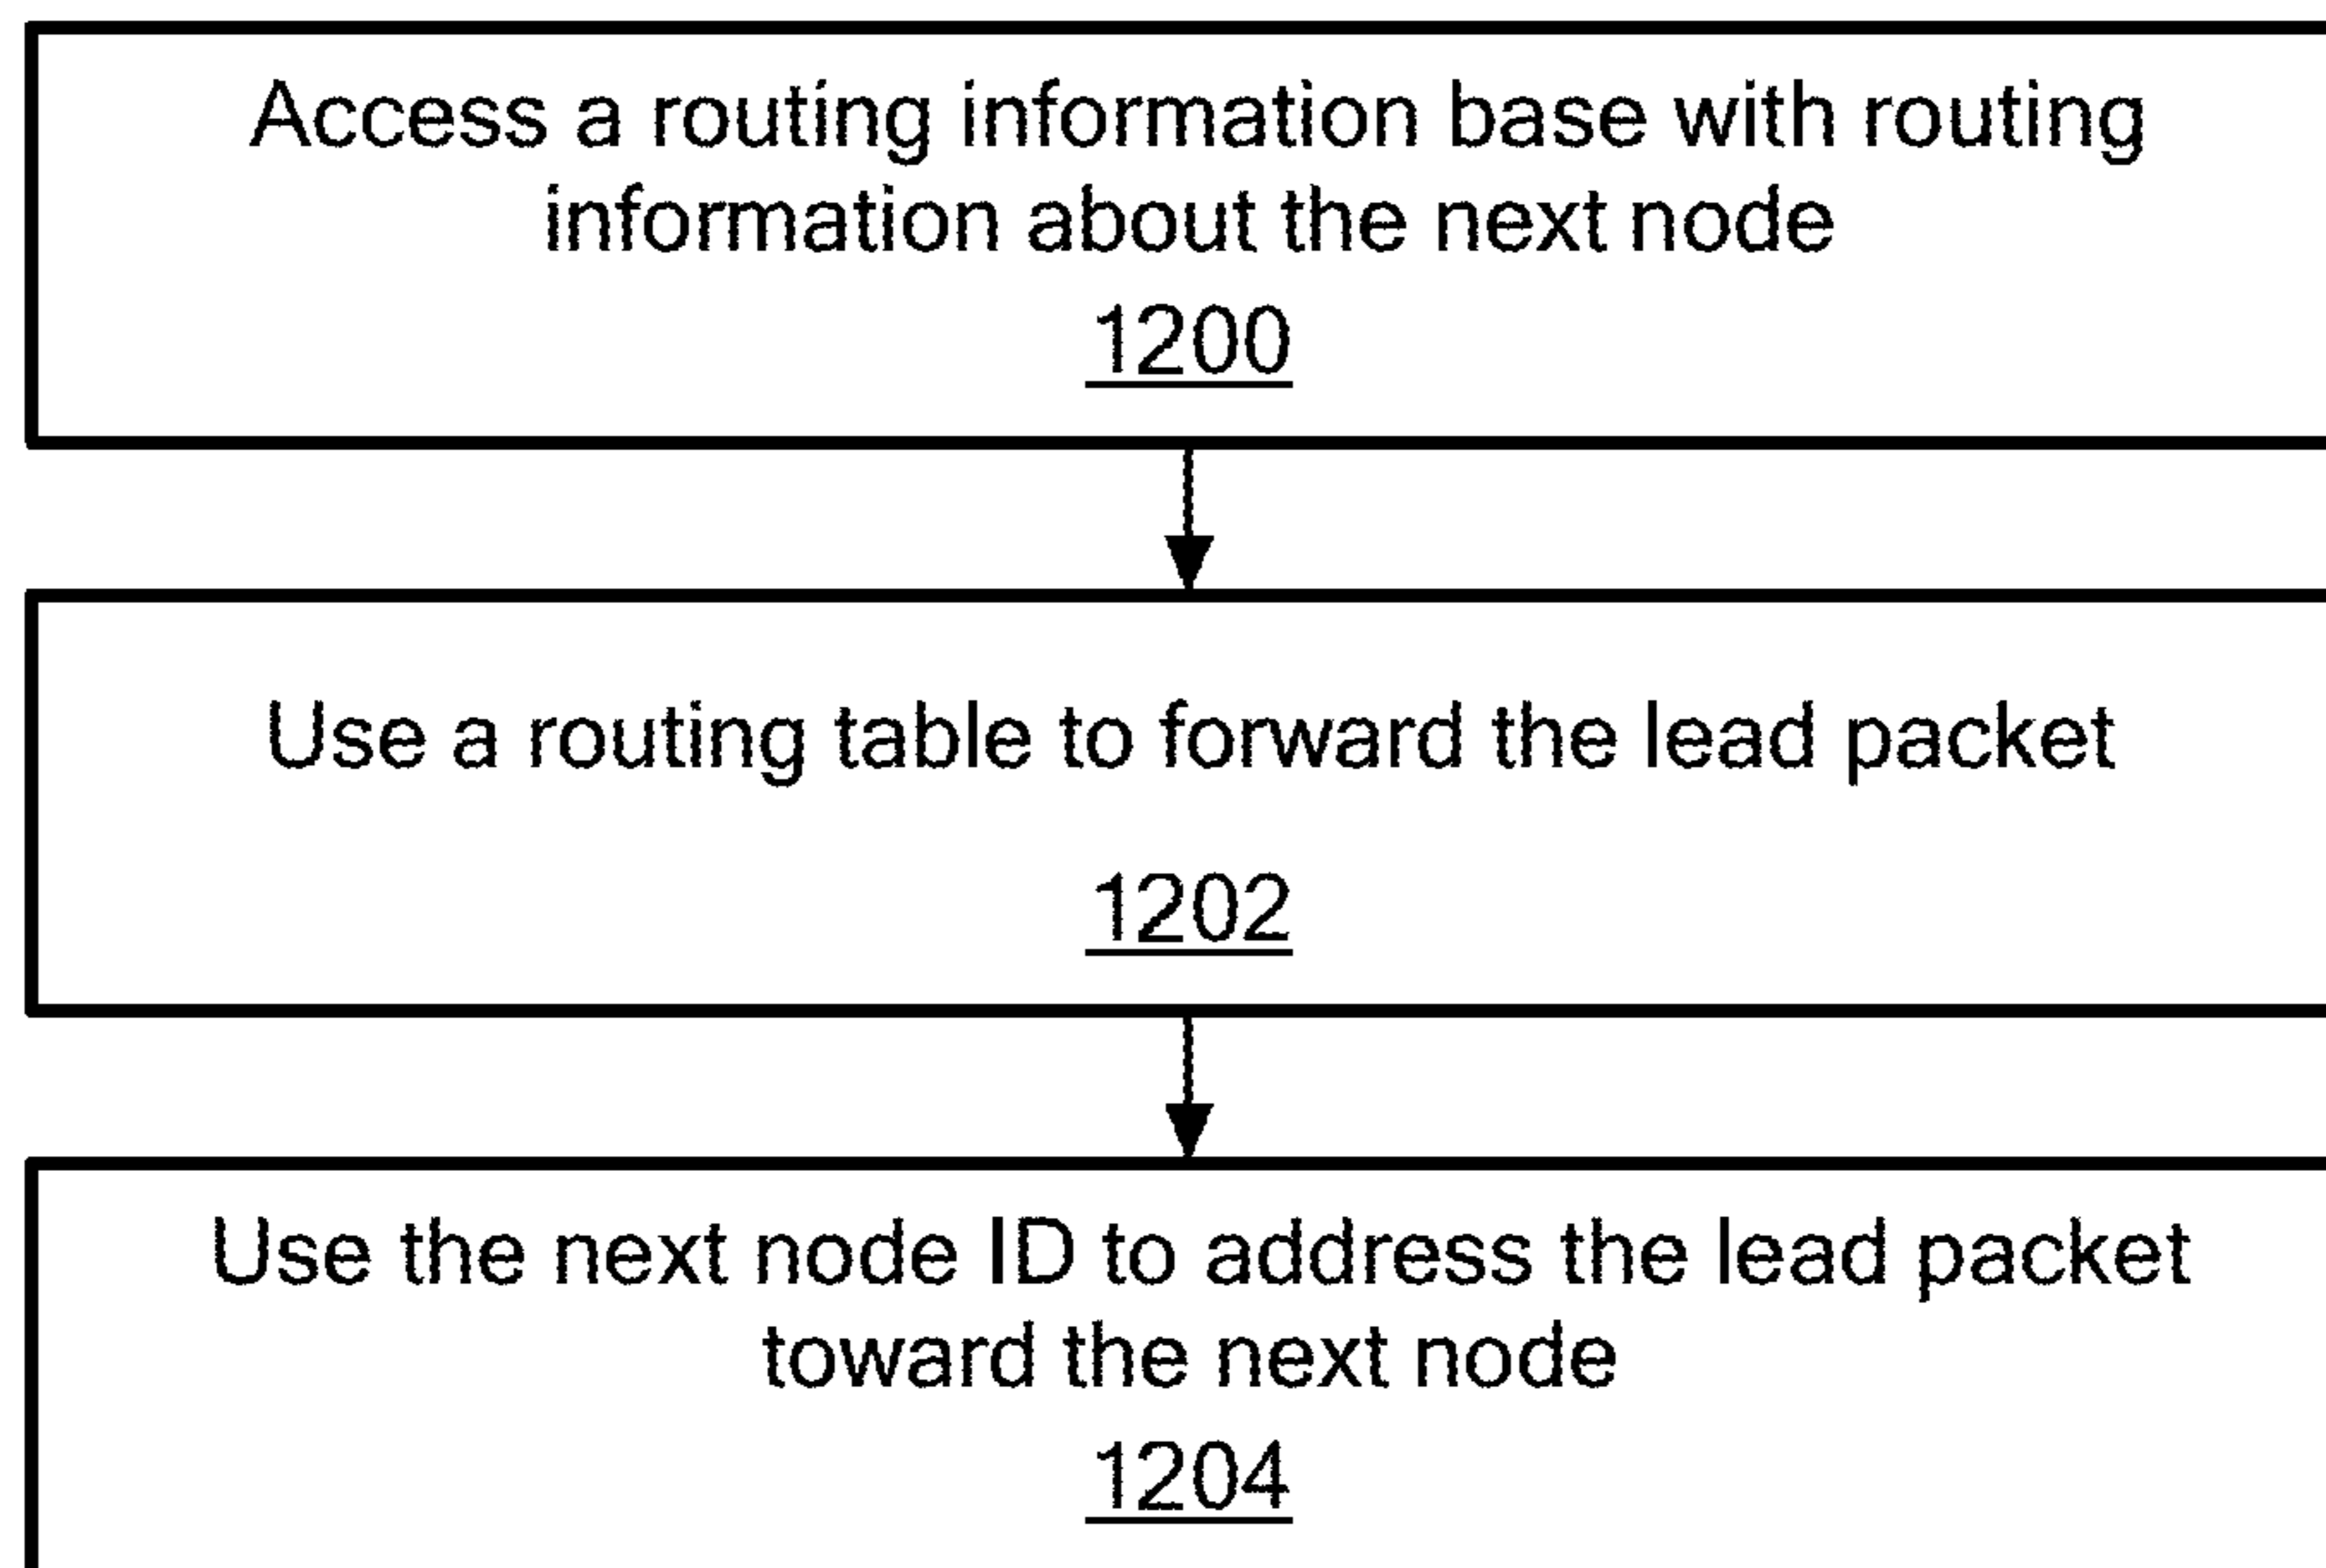 Access a routing information base with routing
information about the next node
1200
Use a routing table to forward the lead packet
1202
Use the next node ID to address the lead packet
toward the next node
1204